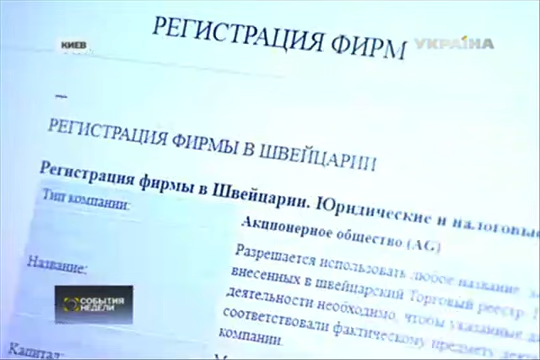 РЕГИСТРАЦИЯ ФИРМ
КИЕВ
УКРАЇНА
РЕГИСТРАЦИЯ ФИРМЫ В ШВЕЙЦАРИИ
Регистрация фирмы в Швейцарии. Юридические и налоговые
Тип компании:
Акционерное общество (AG)
Название:
Разрешается использовать любое название,
внесенных в швейцарский Торговый реестр.
деятельности необходимо, чтобы указанные
соответствовали фактическому предмету
компании.
СОБЫТИЯ
НЕДЕЛИ
Капитал: